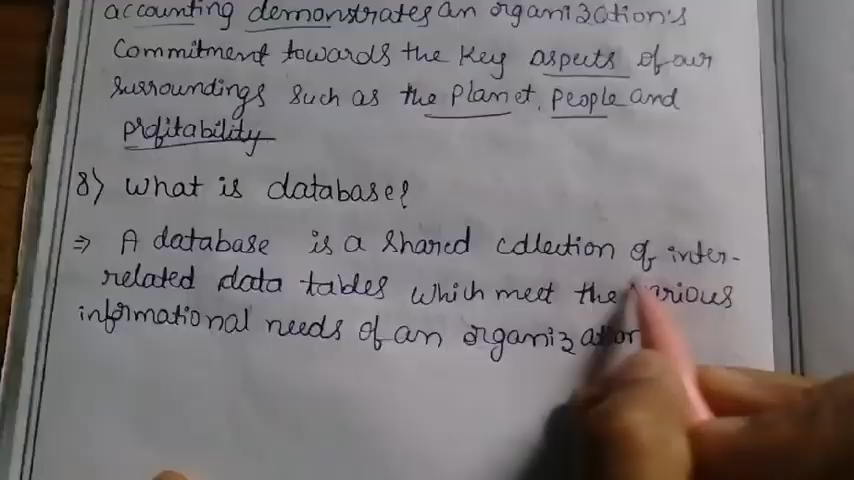 accounting demonstrates an organization's
commitment towards the key aspects of our
surroundings such as the planet, people and
profitability
8) What is database?
⇒ A database is a shared collection of inter-
related data tables which meet the various
informational needs of an organization